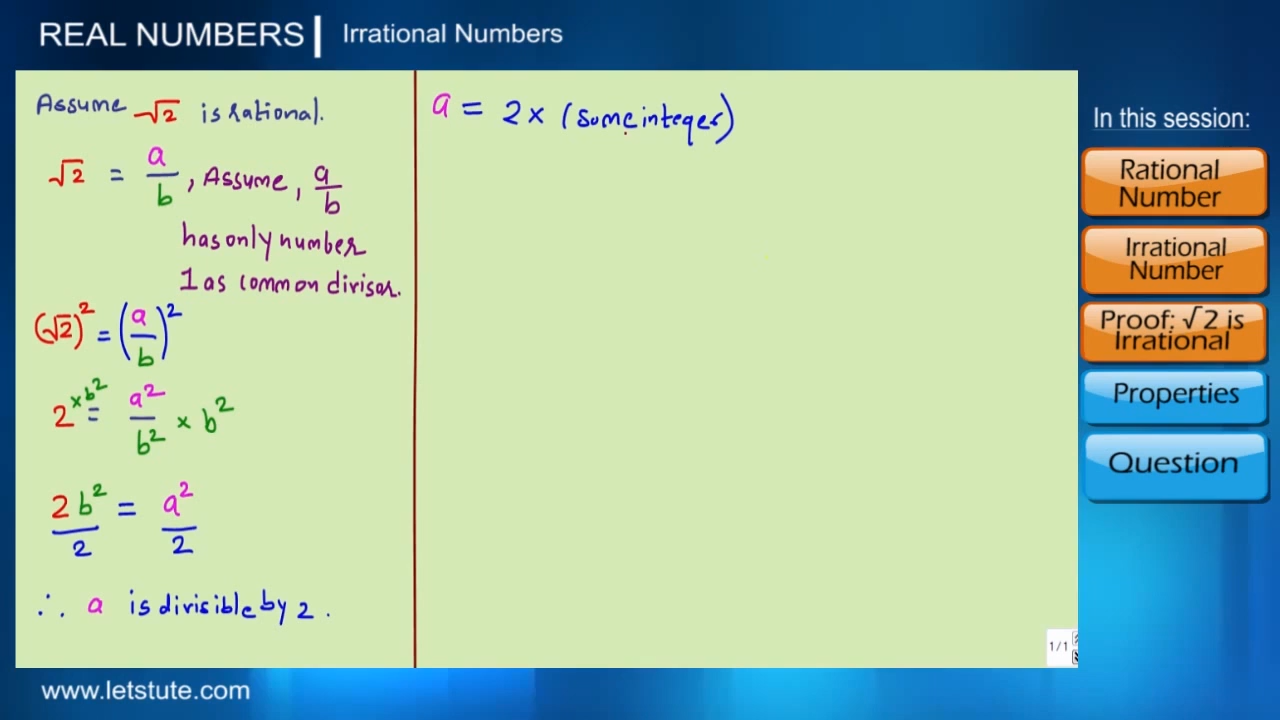 REAL NUMBERS | Irrational Numbers
Assume √2 is rational.
√2 = a/b, Assume, a/b
has only number
1 as common divisor.
(√2)² = (a/b)²
2 × b² = a²/b² × b²
2b²/2 = a²/2
∴ a is divisible by 2.
a = 2 × (some integer)
In this session:
Rational
Number
Irrational
Number
Proof: √2 is
Irrational
Properties
Question
1/1
www.letstute.com